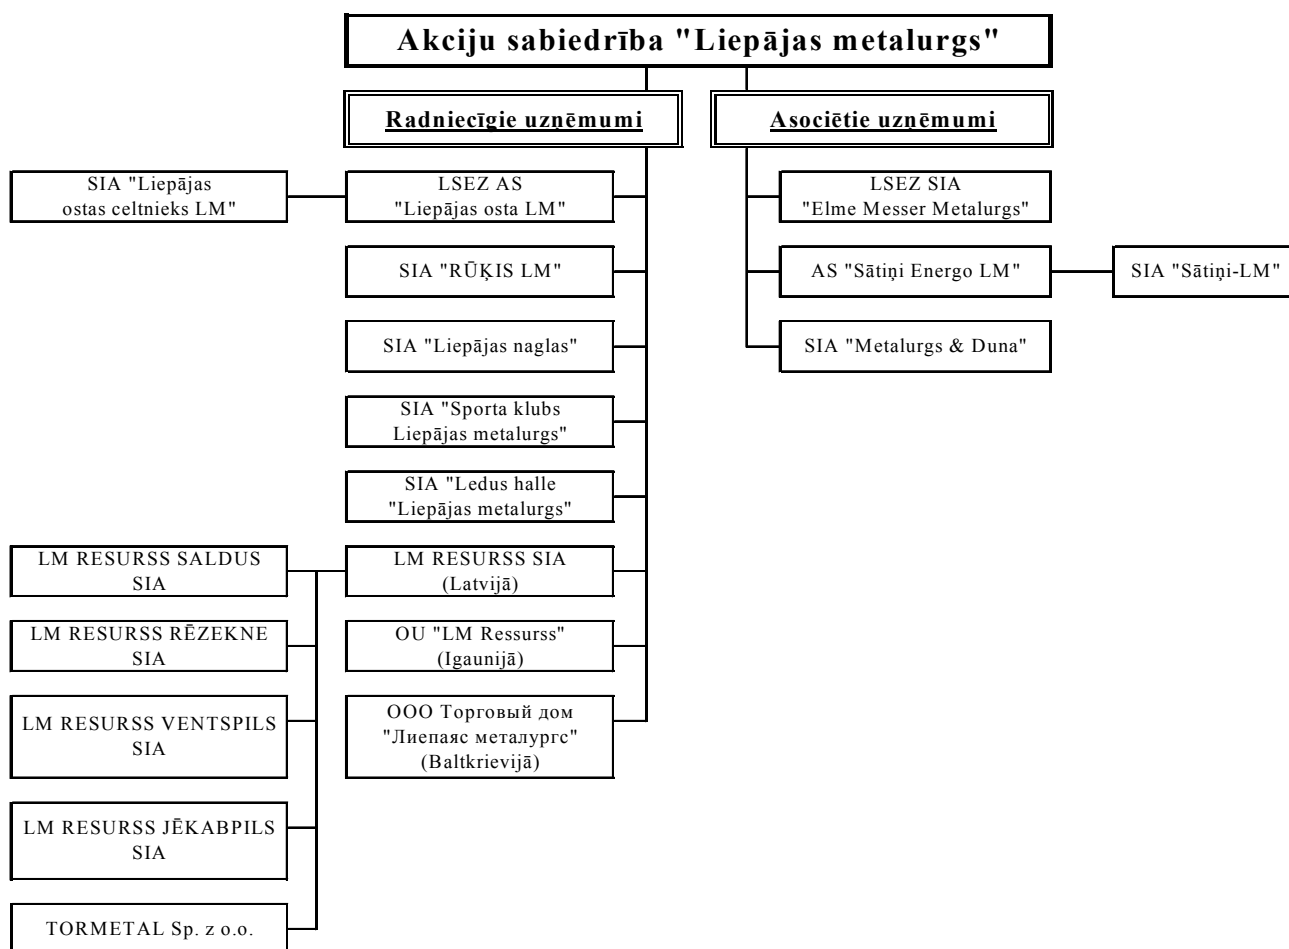 Akciju sabiedrība "Liepājas metalurgs"
Radniecīgie uzņēmumi
Asociētie uzņēmumi
SIA "Liepājas
ostas celtnieks LM"
LSEZ AS
"Liepājas osta LM"
LSEZ SIA
"Elme Messer Metalurgs"
SIA "RŪĶIS LM"
AS "Sātiņi Energo LM"
SIA "Sātiņi-LM"
SIA "Liepājas naglas"
SIA "Metalurgs & Duna"
SIA "Sporta klubs
Liepājas metalurgs"
SIA "Ledus halle
"Liepājas metalurgs"
LM RESURSS SALDUS
SIA
LM RESURSS SIA
(Latvijā)
LM RESURSS RĒZEKNE
SIA
OU "LM Ressurss"
(Igaunijā)
LM RESURSS VENTSPILS
SIA
ООО Торговый дом
"Лиепаяс металургс"
(Baltkrievijā)
LM RESURSS JĒKABPILS
SIA
TORMETAL Sp. z o.o.